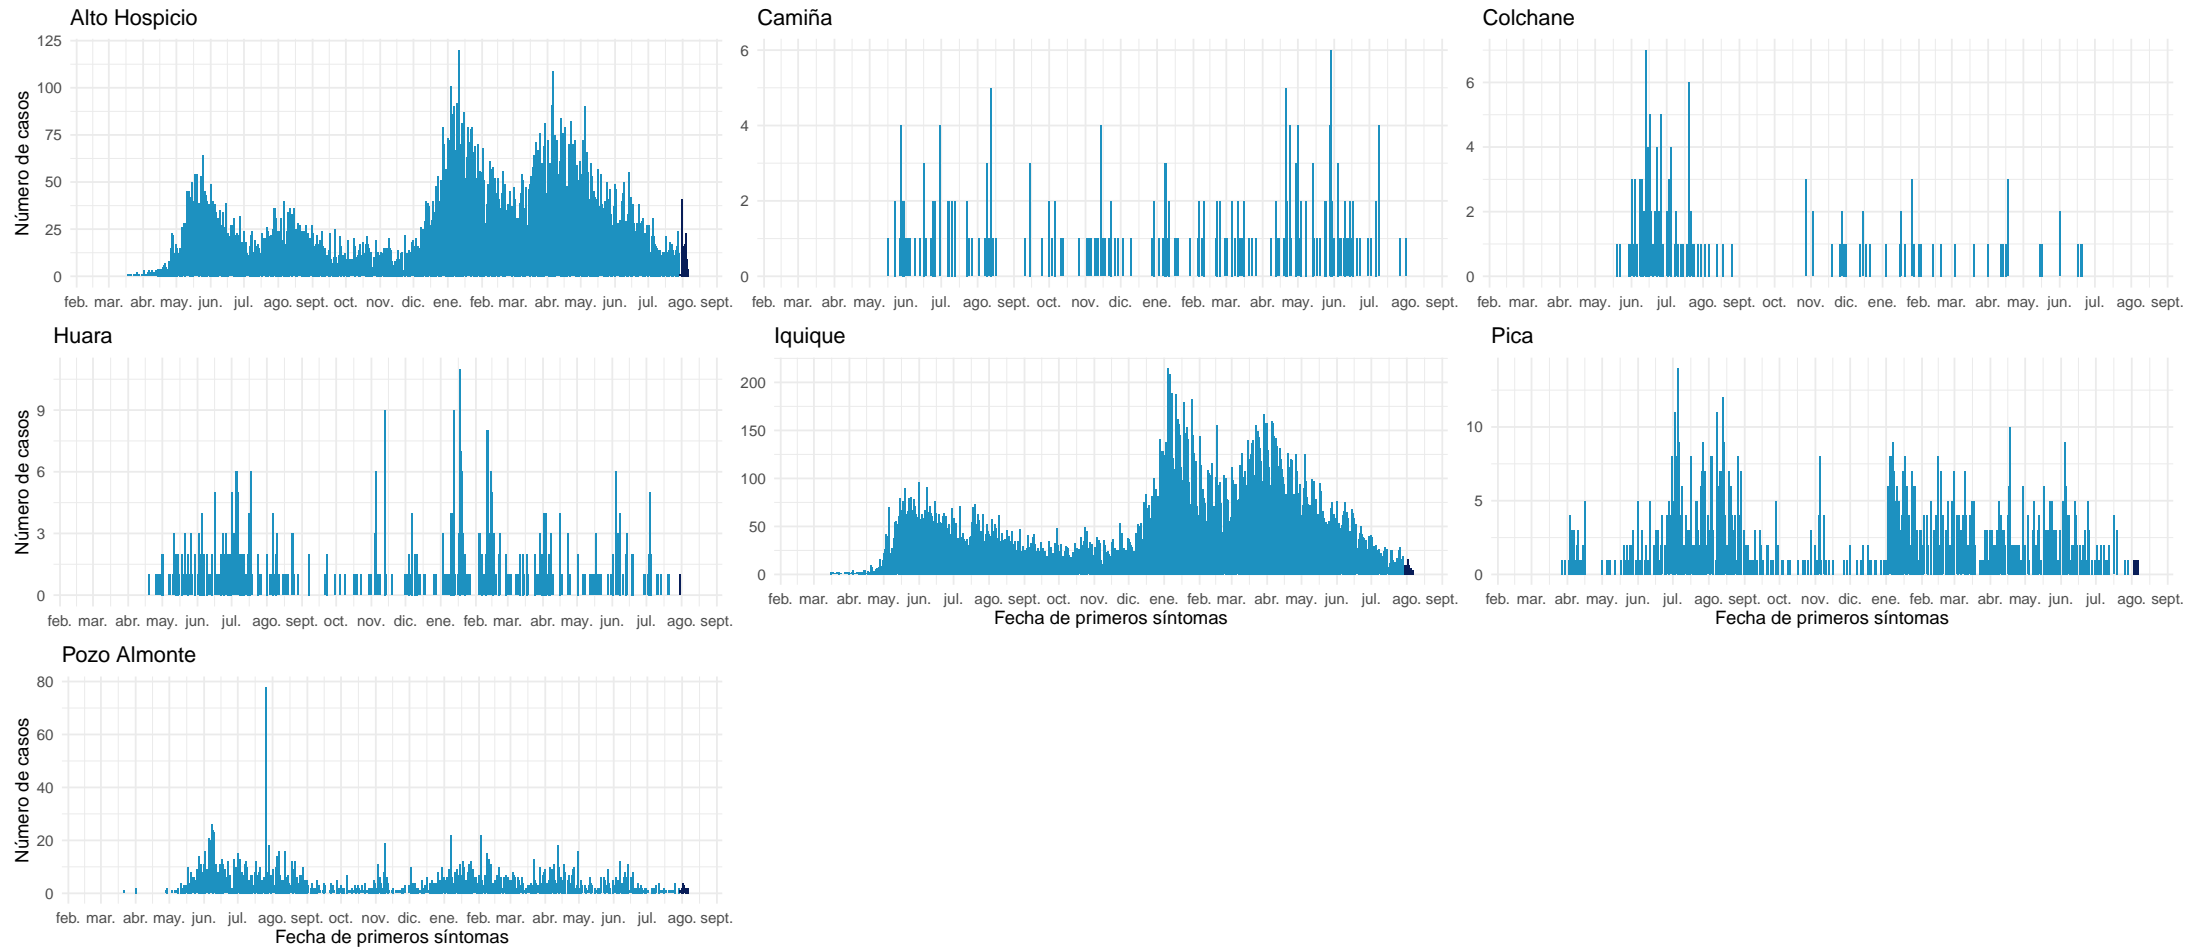 Alto Hospicio
Número de casos
125
100
75
50
25
0
feb. mar. abr. may. jun. jul. ago. sept. oct. nov. dic. ene. feb. mar. abr. may. jun. jul. ago. sept.
Camiña
6
4
2
0
feb. mar. abr. may. jun. jul. ago. sept. oct. nov. dic. ene. feb. mar. abr. may. jun. jul. ago. sept.
Colchane
6
4
2
0
feb. mar. abr. may. jun. jul. ago. sept. oct. nov. dic. ene. feb. mar. abr. may. jun. jul. ago. sept.
Huara
Número de casos
9
6
3
0
feb. mar. abr. may. jun. jul. ago. sept. oct. nov. dic. ene. feb. mar. abr. may. jun. jul. ago. sept.
Iquique
200
150
100
50
0
feb. mar. abr. may. jun. jul. ago. sept. oct. nov. dic. ene. feb. mar. abr. may. jun. jul. ago. sept.
Fecha de primeros síntomas
Pica
10
5
0
feb. mar. abr. may. jun. jul. ago. sept. oct. nov. dic. ene. feb. mar. abr. may. jun. jul. ago. sept.
Fecha de primeros síntomas
Pozo Almonte
Número de casos
80
60
40
20
0
feb. mar. abr. may. jun. jul. ago. sept. oct. nov. dic. ene. feb. mar. abr. may. jun. jul. ago. sept.
Fecha de primeros síntomas